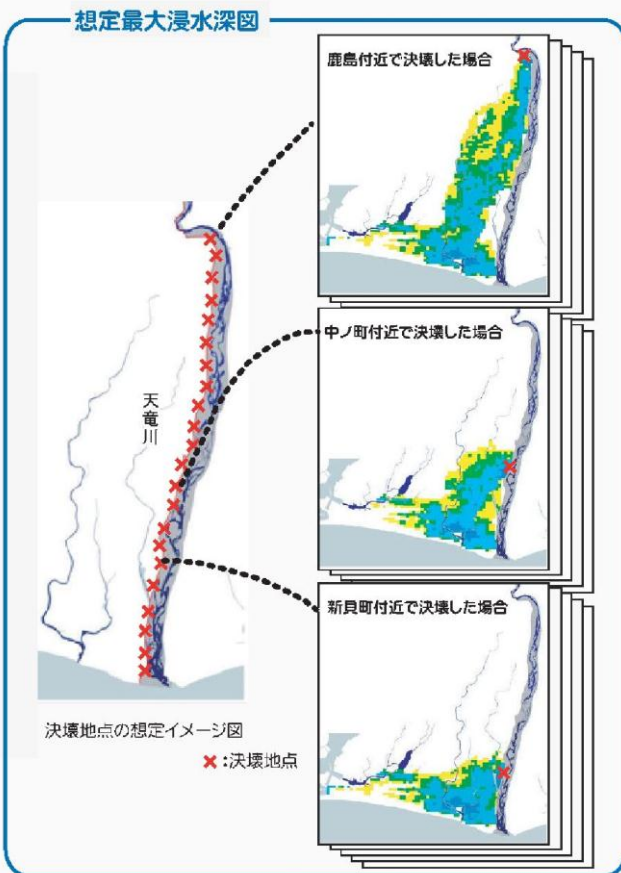 想定最大浸水深図
鹿島付近で決壊した場合
中ノ町付近で決壊した場合
天竜川
新貝町付近で決壊した場合
決壊地点の想定イメージ図
×:決壊地点